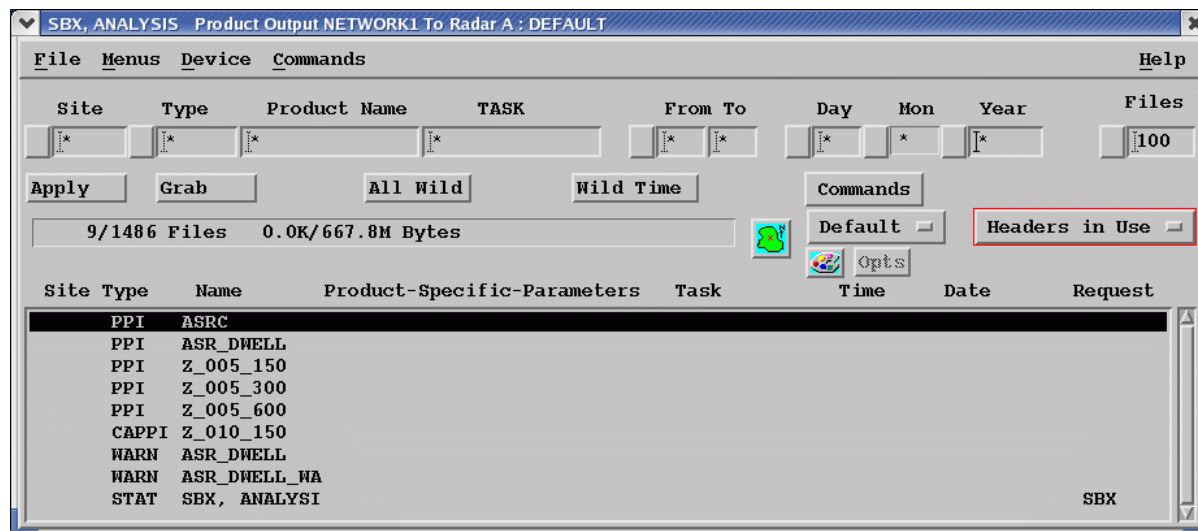 SBX, ANALYSIS Product Output NETWORK1 To Radar A : DEFAULT
File Menus Device Commands Help
Site Type Product Name TASK From To Day Mon Year Files
* * * * * * * * * 100
Apply Grab All Wild Wild Time Commands
9/1486 Files 0.0K/667.8M Bytes Default Headers in Use
Opts
Site Type Name Product-Specific-Parameters Task Time Date Request
PPI ASRC
PPI ASR_DWELL
PPI Z_005_150
PPI Z_005_300
PPI Z_005_600
CAPPI Z_010_150
WARN ASR_DWELL
WARN ASR_DWELL_WA
STAT SBX, ANALYSI SBX